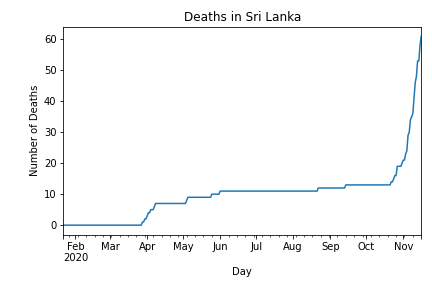 Deaths in Sri Lanka
Number of Deaths
60
50
40
30
20
10
0
Feb Mar Apr May Jun Jul Aug Sep Oct Nov
2020
Day